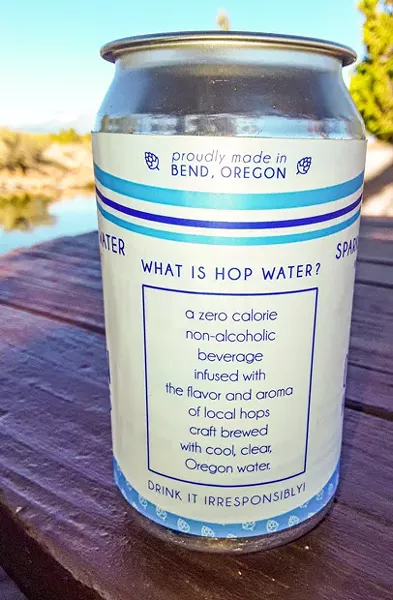 proudly made in
BEND, OREGON
WATER
SPAR
WHAT IS HOP WATER?
a zero calorie
non-alcoholic
beverage
infused with
the flavor and aroma
of local hops
craft brewed
with cool, clear,
Oregon water.
DRINK IT IRRESPONSIBLY!